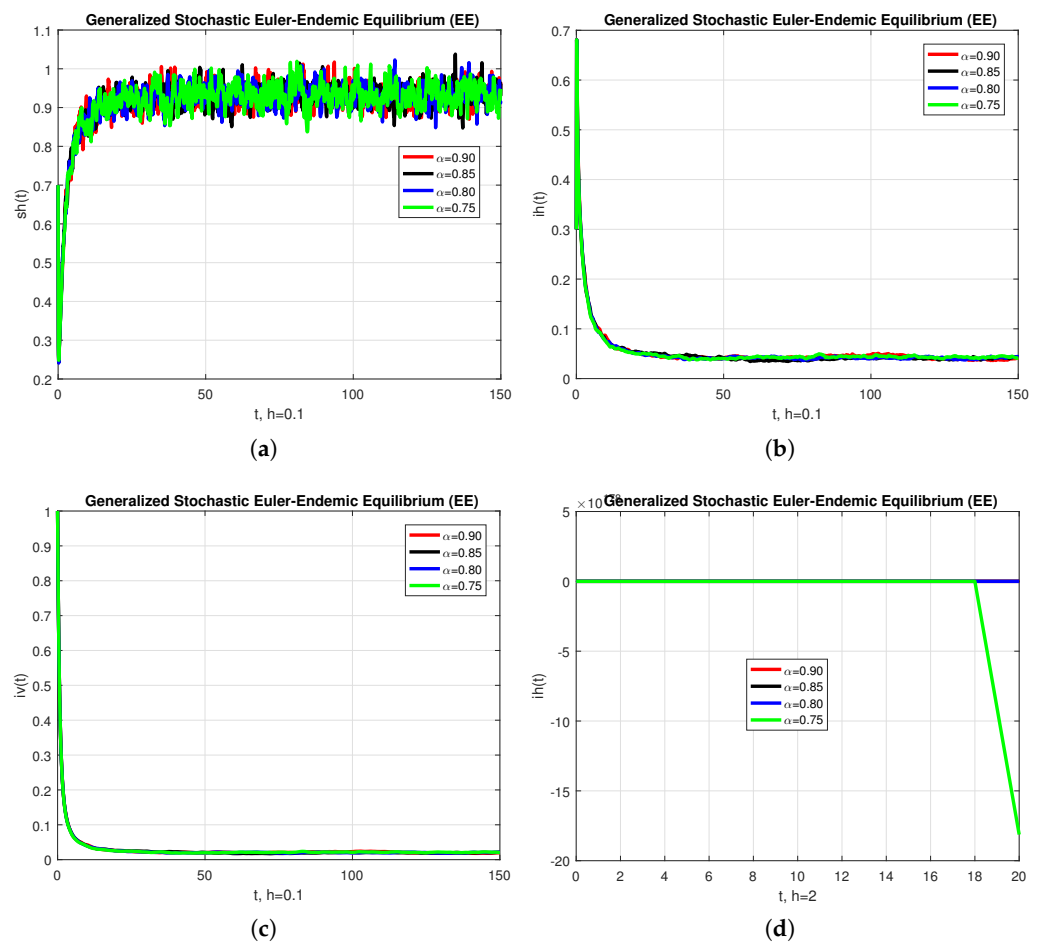 Generalized Stochastic Euler-Endemic Equilibrium (EE)
1.1
1
0.9
0.8
0.7
0.6
0.5
0.4
0.3
0.2
sh(t)
α=0.90
α=0.85
α=0.80
α=0.75
0 50 100 150
t, h=0.1
(a)
Generalized Stochastic Euler-Endemic Equilibrium (EE)
0.7
0.6
0.5
0.4
0.3
0.2
0.1
0
ih(t)
α=0.90
α=0.85
α=0.80
α=0.75
0 50 100 150
t, h=0.1
(b)
Generalized Stochastic Euler-Endemic Equilibrium (EE)
1
0.9
0.8
0.7
0.6
0.5
0.4
0.3
0.2
0.1
0
iv(t)
α=0.90
α=0.85
α=0.80
α=0.75
0 50 100 150
t, h=0.1
(c)
Generalized Stochastic Euler-Endemic Equilibrium (EE)
×10
5
0
-5
-10
-15
-20
ih(t)
α=0.90
α=0.85
α=0.80
α=0.75
0 2 4 6 8 10 12 14 16 18 20
t, h=2
(d)